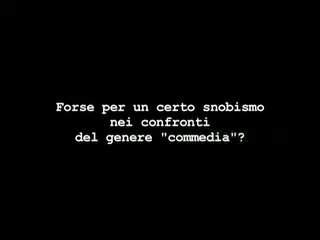 Forse per un certo snobismo
nei confronti
del genere "commedia"?